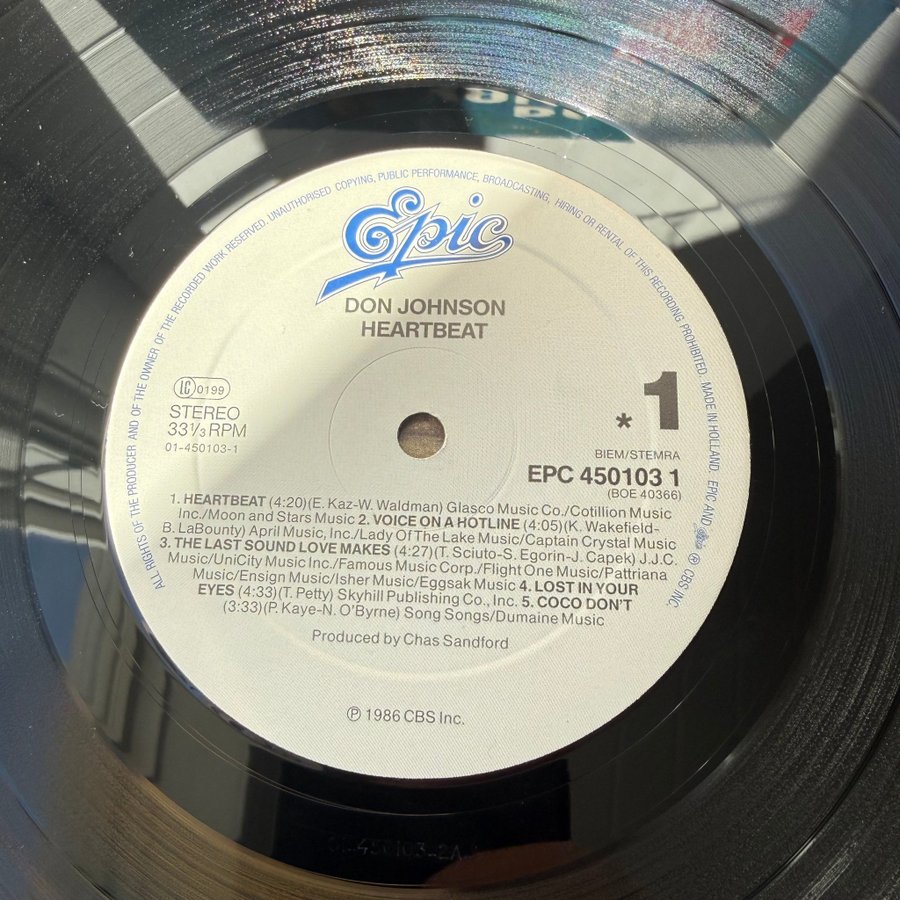 ALL RIGHTS OF THE PRODUCER AND OF THE OWNER OF THE RECORDED WORK RESERVED. UNAUTHORISED COPYING, PUBLIC PERFORMANCE, BROADCASTING, HIRING OR RENTAL OF THIS RECORDING PROHIBITED. MADE IN HOLLAND. EPIC AND Epic ℗ CBS INC.
Epic
DON JOHNSON
HEARTBEAT
LC 0199
STEREO
33⅓ RPM
01-450103-1
* 1
BIEM/STEMRA
EPC 450103 1
(BOE 40366)
1. HEARTBEAT (4:20)(E. Kaz-W. Waldman) Glasco Music Co./Cotillion Music
Inc./Moon and Stars Music 2. VOICE ON A HOTLINE (4:05)(K. Wakefield-
B. LaBounty) April Music, Inc./Lady Of The Lake Music/Captain Crystal Music
3. THE LAST SOUND LOVE MAKES (4:27)(T. Sciuto-S. Egorin-J. Capek) J.J.C.
Music/UniCity Music Inc./Famous Music Corp./Flight One Music/Pattriana
Music/Ensign Music/Isher Music/Eggsak Music 4. LOST IN YOUR
EYES (4:33)(T. Petty) Skyhill Publishing Co., Inc. 5. COCO DON'T
(3:33)(P. Kaye-N. O'Byrne) Song Songs/Dumaine Music
Produced by Chas Sandford
℗ 1986 CBS Inc.